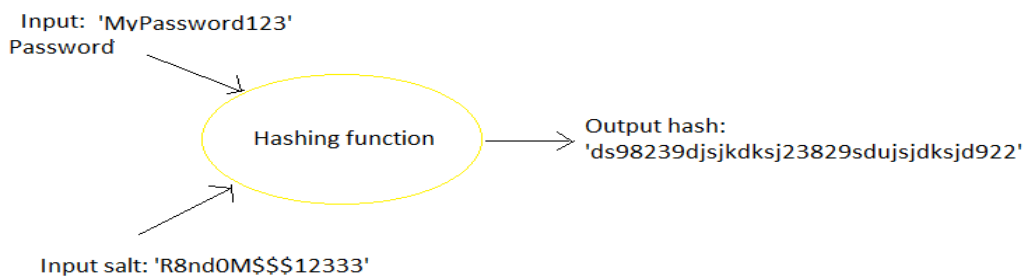 Input: 'MyPassword123'
Password
Hashing function
Output hash:
'ds98239djsjkdksj23829sdujsjdksjd922'
Input salt: 'R8nd0M$$$12333'